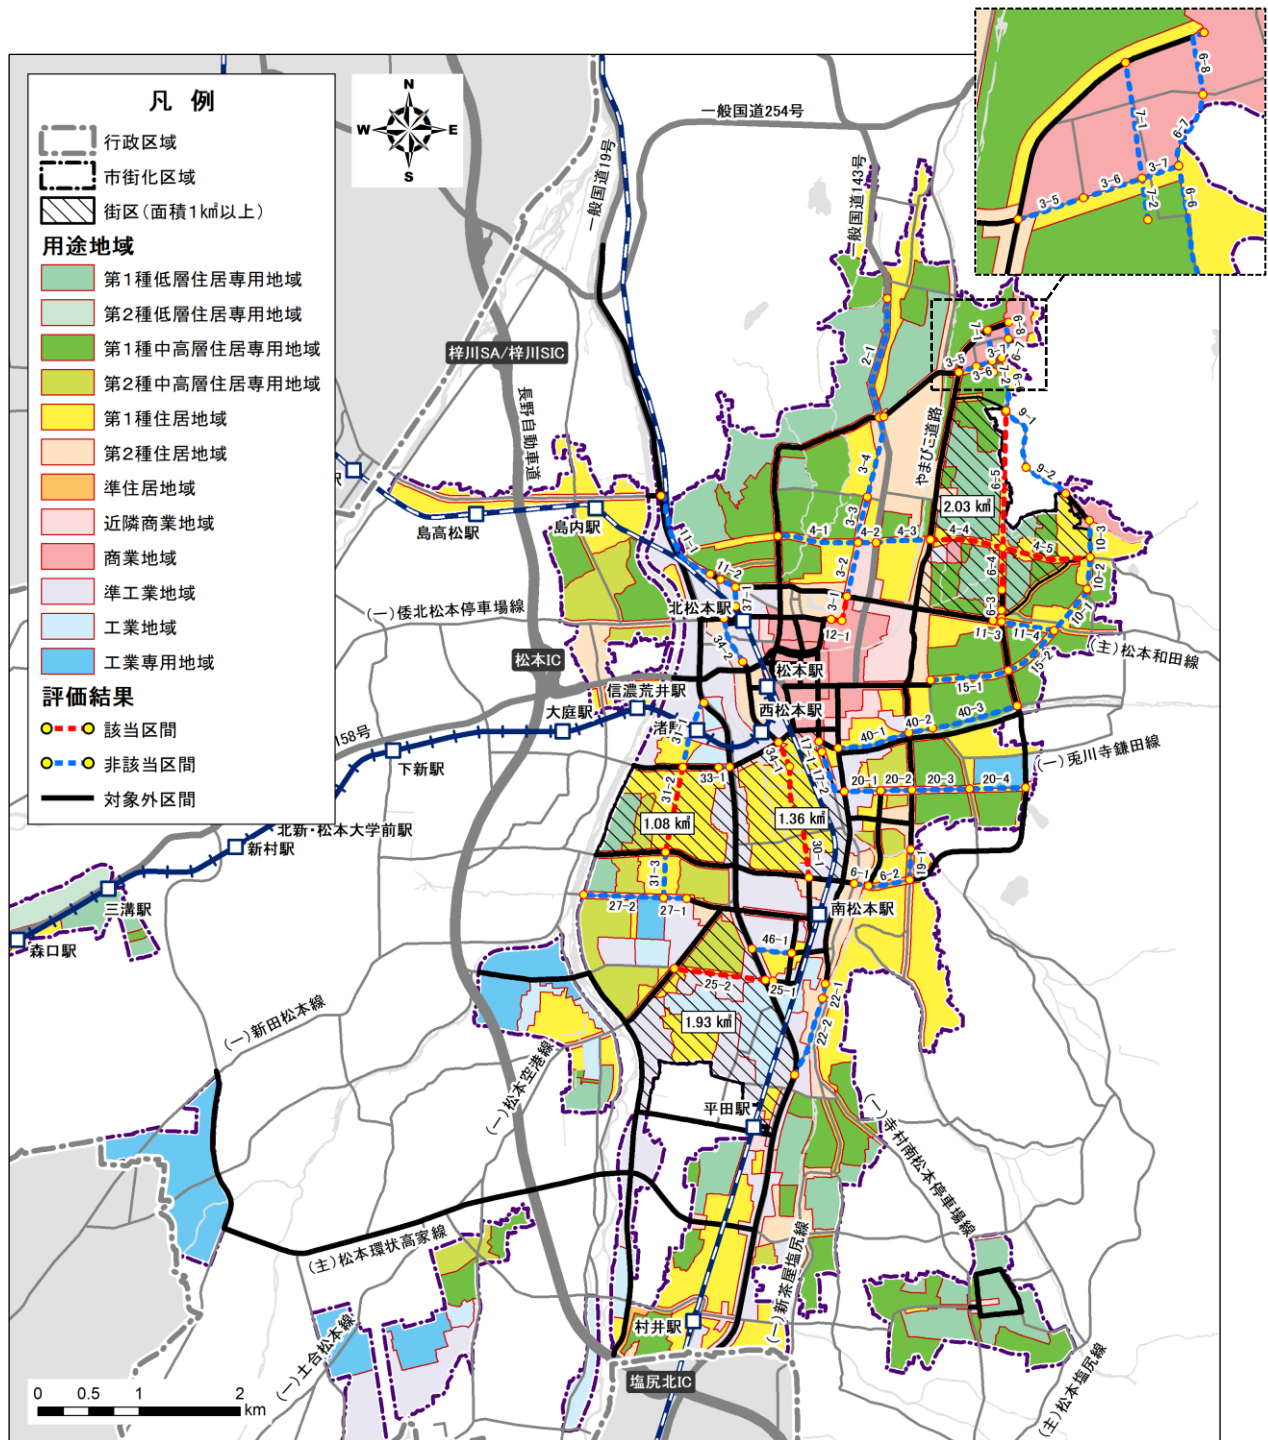 凡 例
行政区域
市街化区域
街区(面積1㎢以上)
用途地域
第1種低層住居専用地域
第2種低層住居専用地域
第1種中高層住居専用地域
第2種中高層住居専用地域
第1種住居地域
第2種住居地域
準住居地域
近隣商業地域
商業地域
準工業地域
工業地域
工業専用地域
評価結果
該当区間
非該当区間
対象外区間
N
W
E
S
一般国道19号
一般国道254号
一般国道143号
6-8
7-1
6-7
3-7
3-6
3-5
7-2
6-6
梓川SA/梓川SIC
長野自動車道
やまびこ道路
2-1
7-1
6-8
3-7
6-7
3-5
3-6
7-2
9-1
9-2
6-5
3-4
3-3
2.03 ㎢
島高松駅
島内駅
11-1
4-1
4-2
4-3
4-4
4-5
10-3
6-4
10-2
11-2
3-2
37-1
北松本駅
3-1
12-1
6-3
11-3
11-4
10-1
(一)倭北松本停車場線
(主)松本和田線
松本IC
34-2
松本駅
15-2
15-1
信濃荒井駅
大庭駅
西松本駅
40-3
40-2
40-1
158号
下新駅
34-1
17-1
17-2
(一)兎川寺鎌田線
33-1
31-2
20-1
20-2
20-3
20-4
1.08 ㎢
1.36 ㎢
北新・松本大学前駅
新村駅
30-1
31-3
6-1
6-2
19-1
三溝駅
27-2
27-1
南松本駅
森口駅
46-1
25-2
25-1
22-1
1.93 ㎢
22-2
(一)新田松本線
(一)松本空港線
平田駅
(一)寺村南松本停車場線
(主)松本環状高家線
(一)新茶屋塩尻線
村井駅
(一)土合松本線
(主)松本塩尻線
塩尻北IC
0 0.5 1 2
km